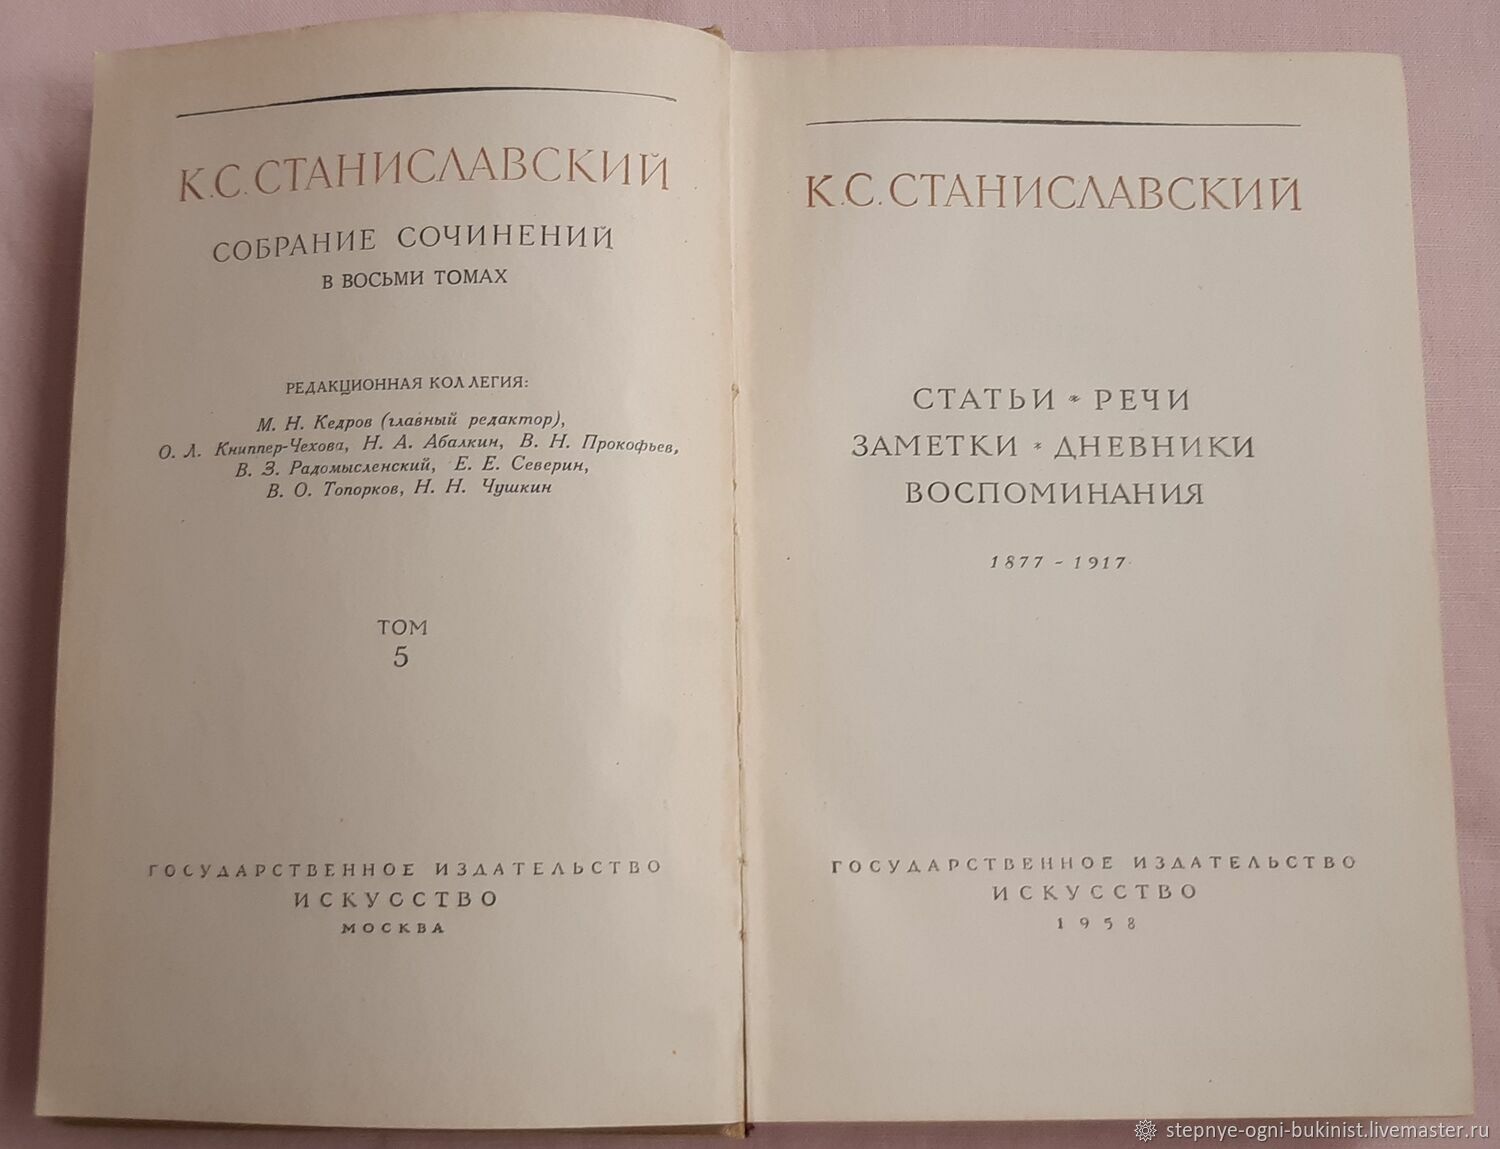 К.С.СТАНИСЛАВСКИЙ
СОБРАНИЕ СОЧИНЕНИЙ
В ВОСЬМИ ТОМАХ
РЕДАКЦИОННАЯ КОЛЛЕГИЯ:
М. Н. Кедров (главный редактор),
О. Л. Книппер-Чехова, Н. А. Абалкин, В. Н. Прокофьев,
В. З. Радомысленский, Е. Е. Северин,
В. О. Топорков, Н. Н. Чушкин
ТОМ
5
ГОСУДАРСТВЕННОЕ ИЗДАТЕЛЬСТВО
ИСКУССТВО
МОСКВА
К.С.СТАНИСЛАВСКИЙ
СТАТЬИ * РЕЧИ
ЗАМЕТКИ * ДНЕВНИКИ
ВОСПОМИНАНИЯ
1877 - 1917
ГОСУДАРСТВЕННОЕ ИЗДАТЕЛЬСТВО
ИСКУССТВО
1958
stepnye-ogni-bukinist.livemaster.ru